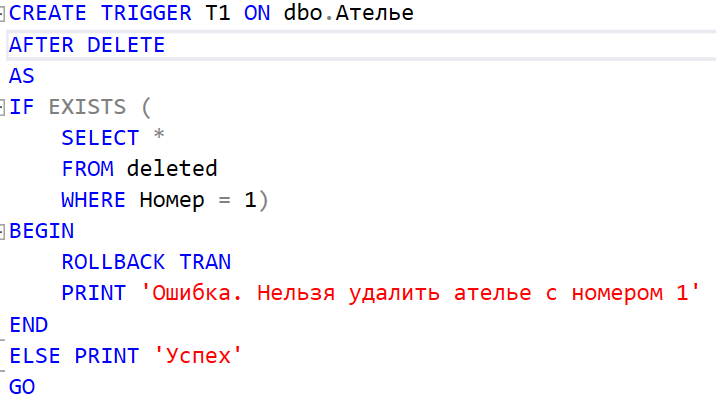 CREATE TRIGGER T1 ON dbo.Ателье
AFTER DELETE
AS
IF EXISTS (
    SELECT *
    FROM deleted
    WHERE Номер = 1)
BEGIN
    ROLLBACK TRAN
    PRINT 'Ошибка. Нельзя удалить ателье с номером 1'
END
ELSE PRINT 'Успех'
GO